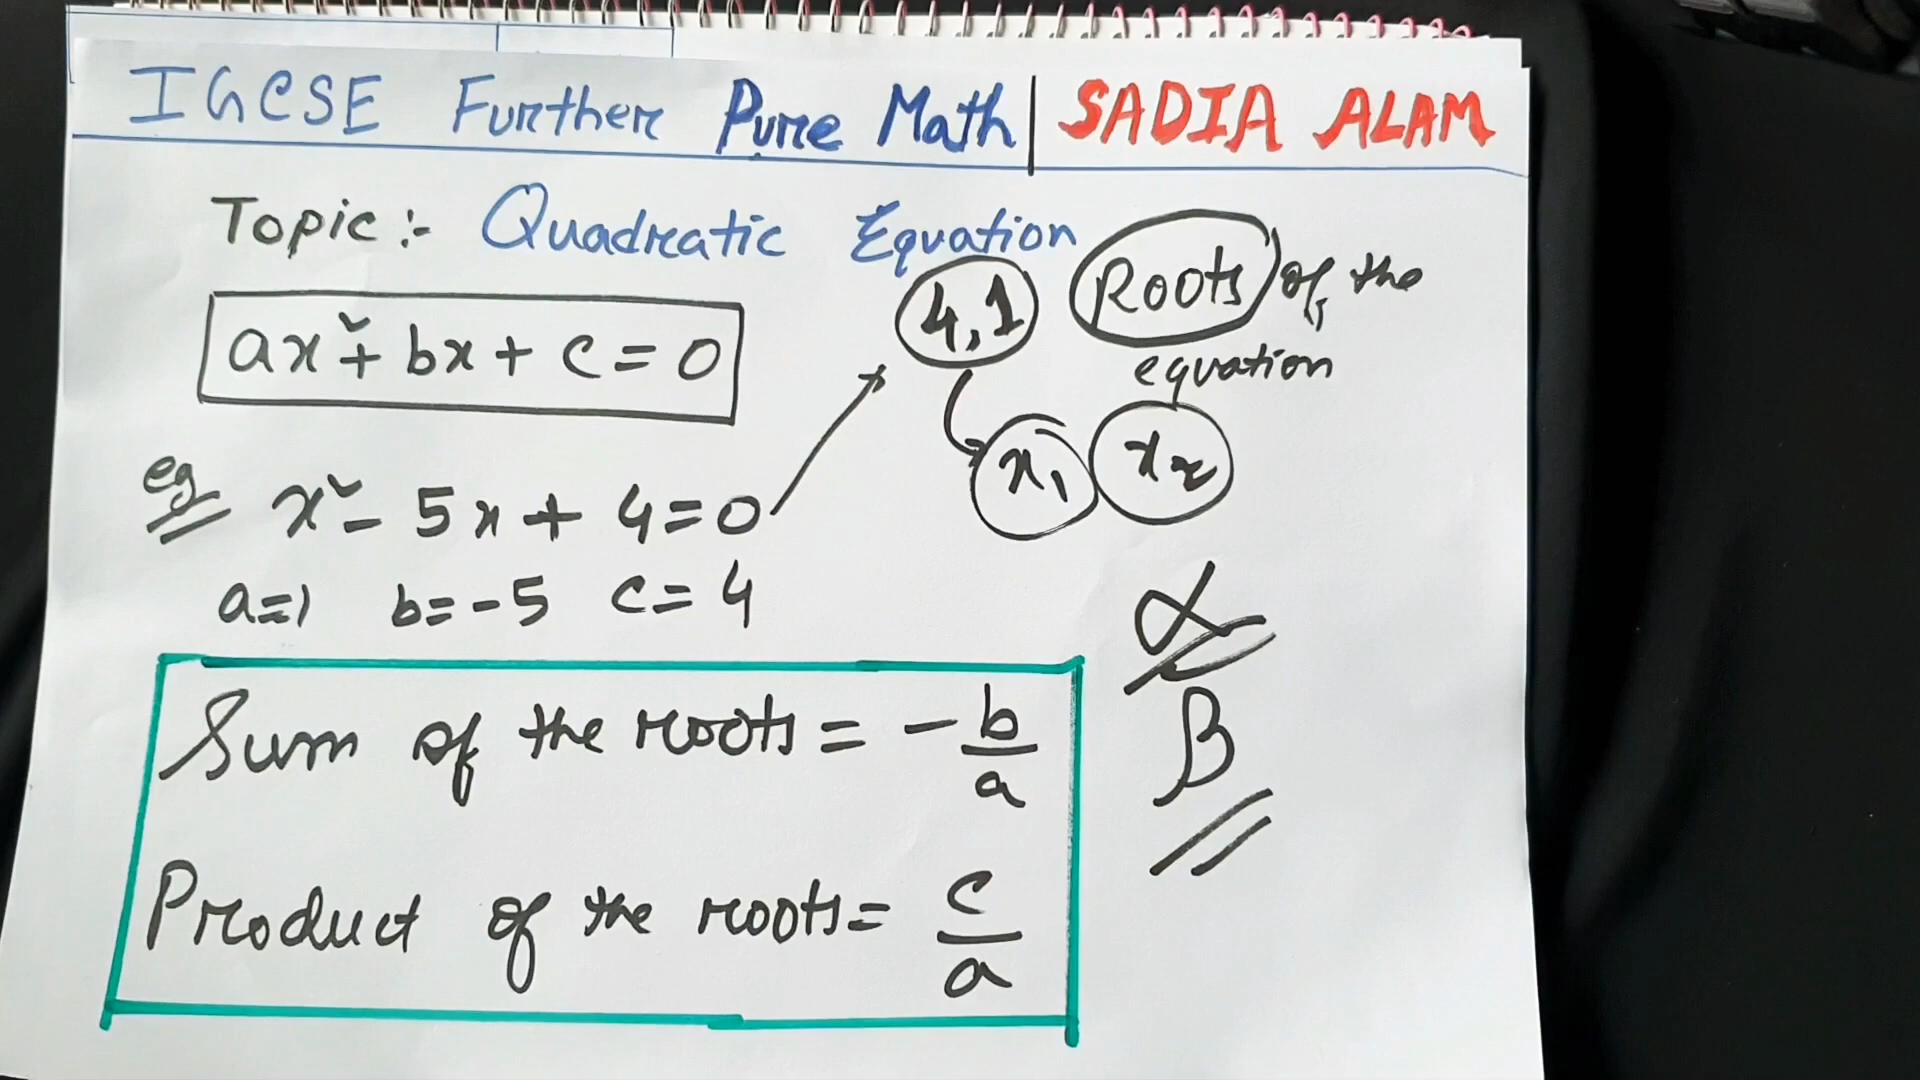 IGCSE Further Pure Math | SADIA ALAM
Topic :- Quadratic Equation
ax² + bx + c = 0
4, 1 Roots of the equation
x₁ x₂
eg x² - 5x + 4 = 0
a=1 b=-5 c=4
α
β
Sum of the roots = - b/a
Product of the roots = c/a